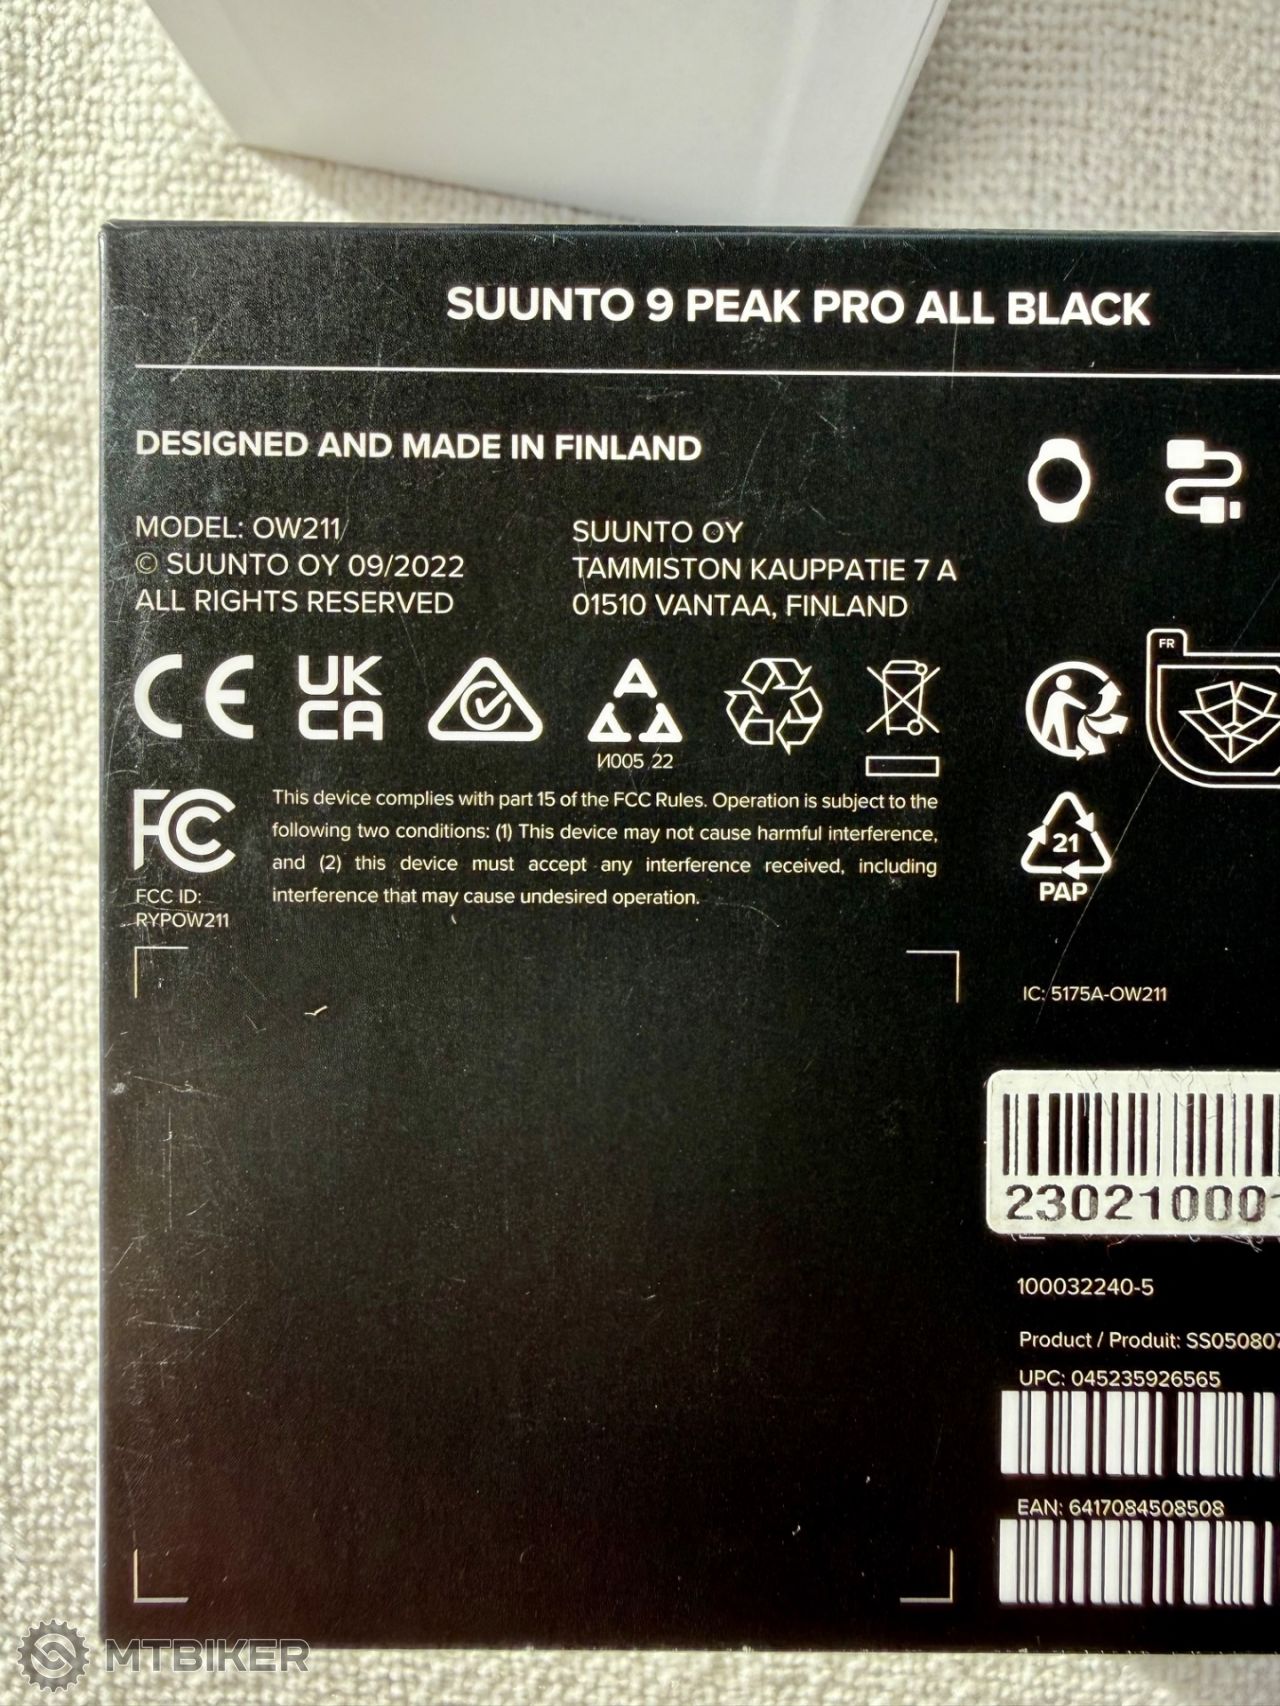 SUUNTO 9 PEAK PRO ALL BLACK
DESIGNED AND MADE IN FINLAND
MODEL: OW211
© SUUNTO OY 09/2022
ALL RIGHTS RESERVED
SUUNTO OY
TAMMISTON KAUPPATIE 7 A
01510 VANTAA, FINLAND
CE
UK
CA
И005 22
FR
FC
FCC ID:
RYPOW211
This device complies with part 15 of the FCC Rules. Operation is subject to the
following two conditions: (1) This device may not cause harmful interference,
and (2) this device must accept any interference received, including
interference that may cause undesired operation.
21
PAP
IC: 5175A-OW211
230210001
100032240-5
Product / Produit: SS050807
UPC: 045235926565
EAN: 6417084508508
MTBIKER